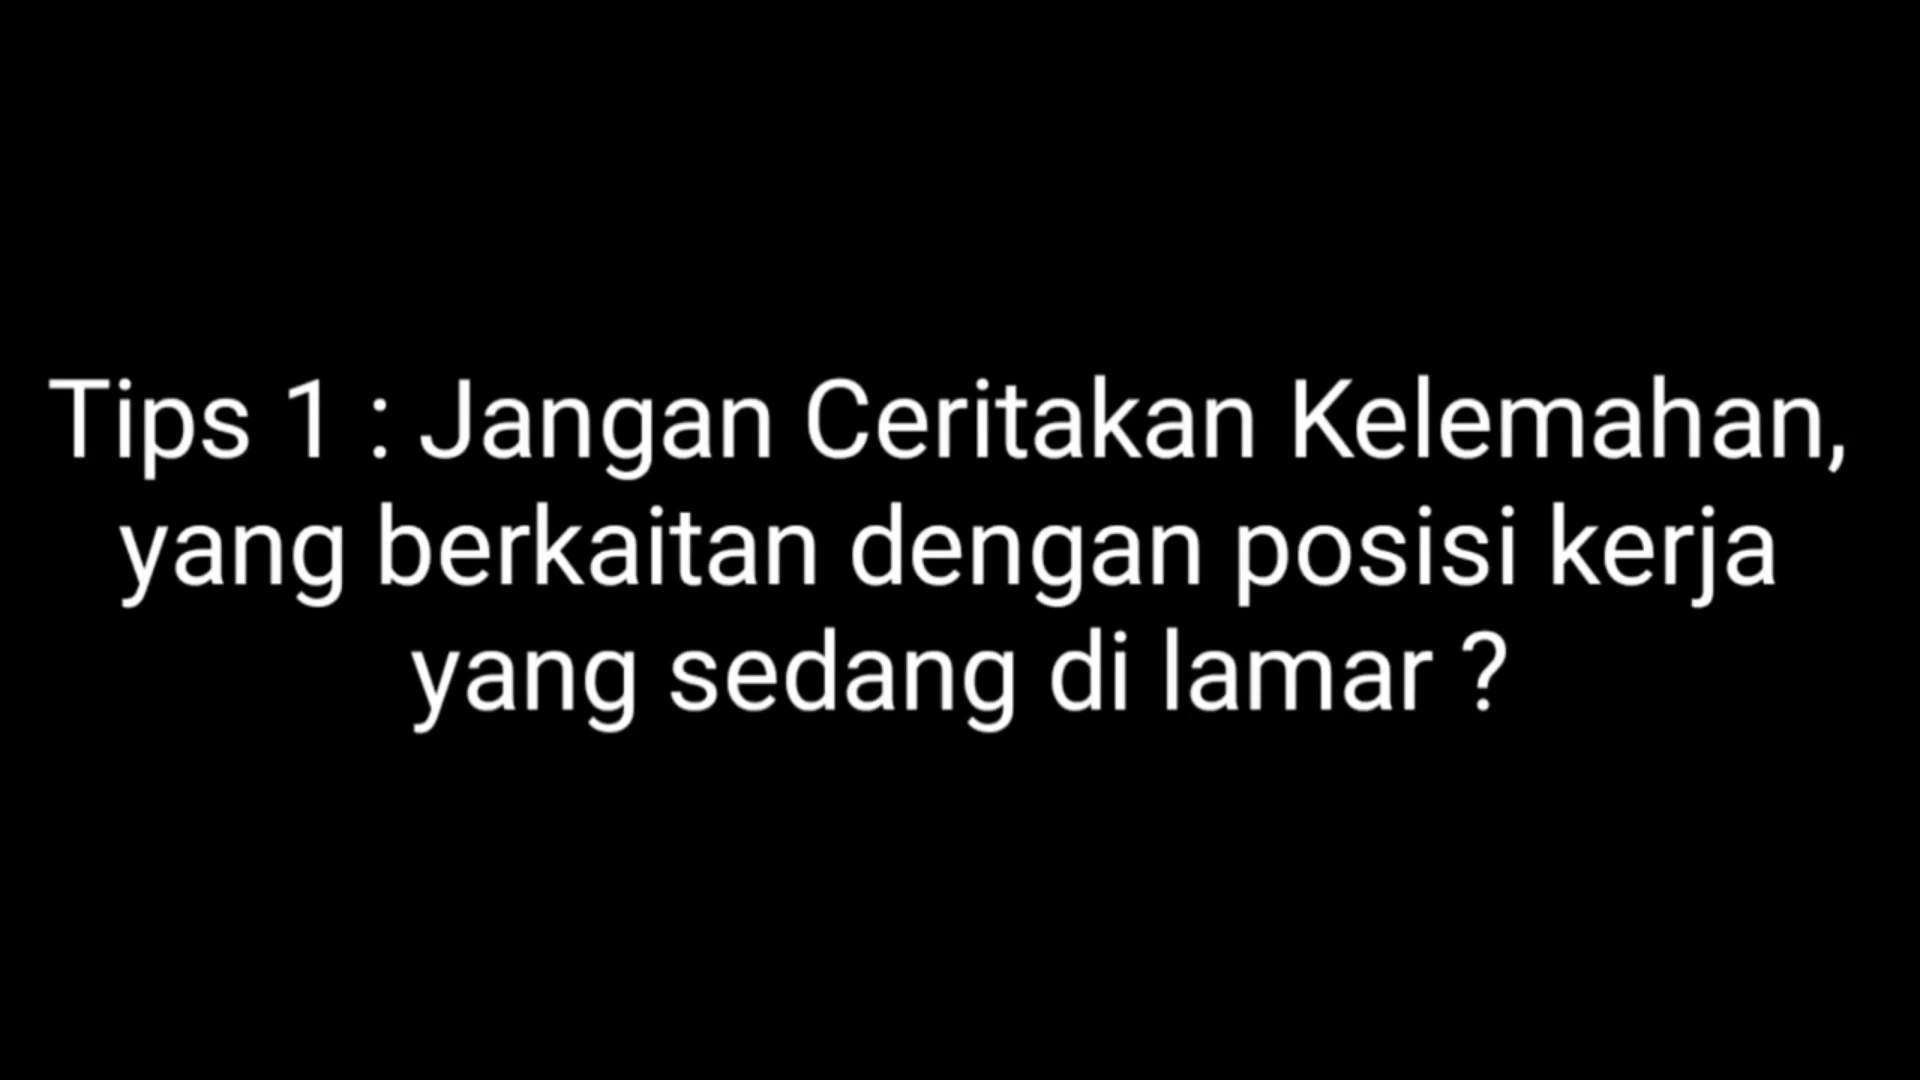 Tips 1 : Jangan Ceritakan Kelemahan,
yang berkaitan dengan posisi kerja
yang sedang di lamar ?